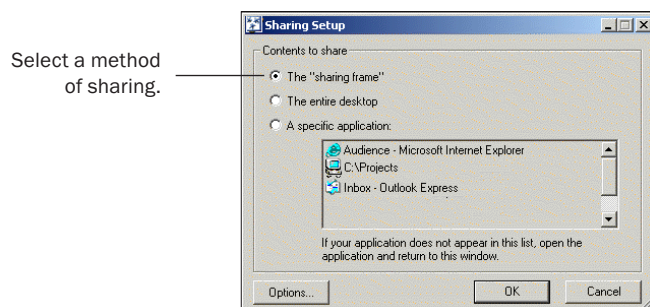 Sharing Setup
Contents to share
Select a method
of sharing.
The "sharing frame"
The entire desktop
A specific application:
Audience - Microsoft Internet Explorer
C:\Projects
Inbox - Outlook Express
If your application does not appear in this list, open the
application and return to this window.
Options...
OK
Cancel